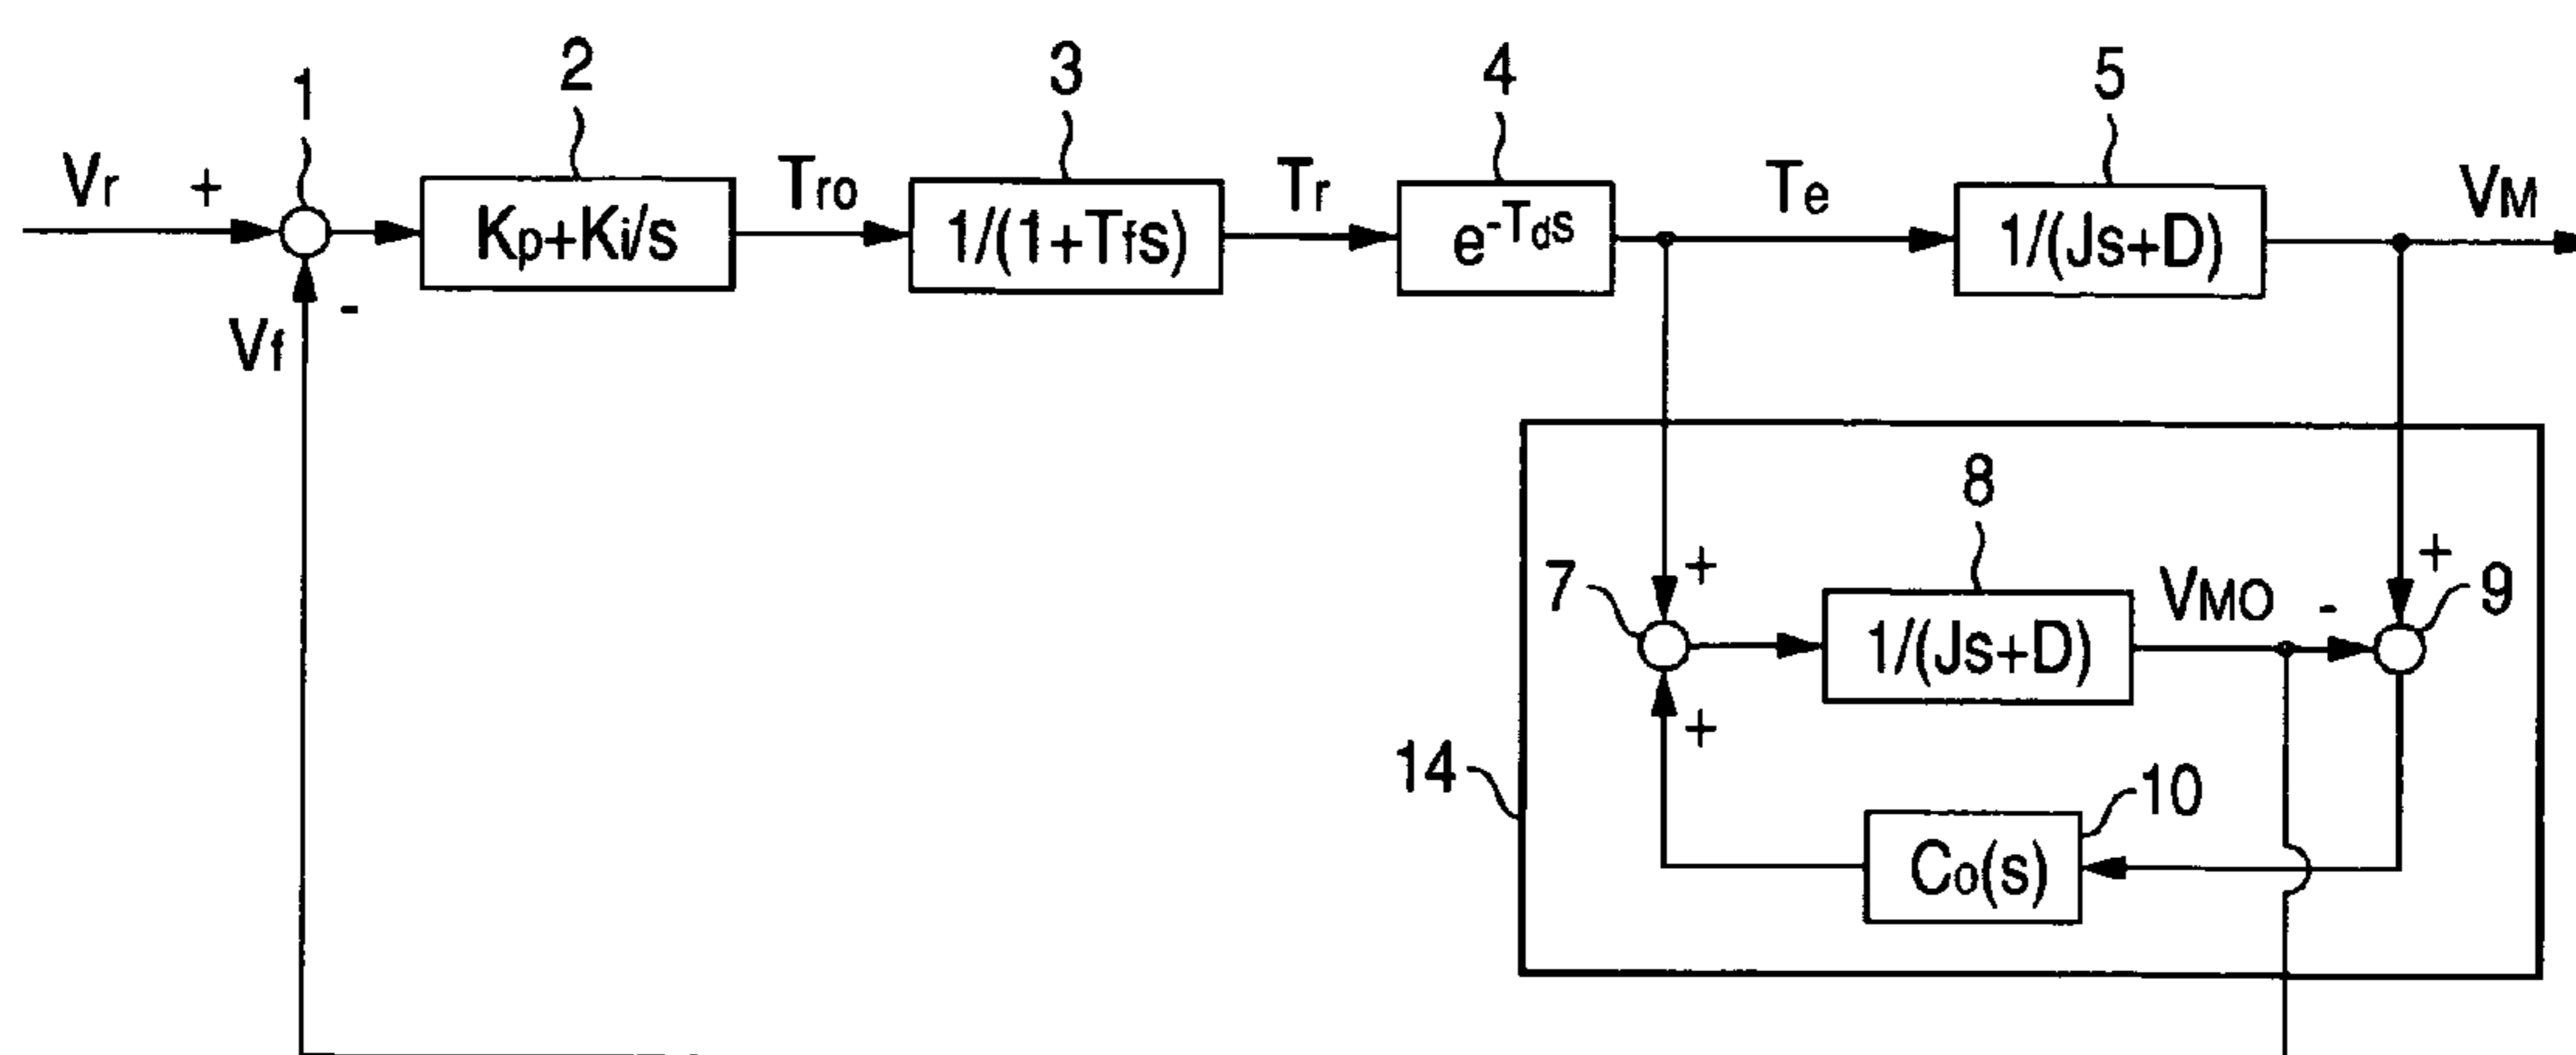 1
2
3
4
5
Vr
+
Kp+Ki/s
Tro
1/(1+Tfs)
Tr
e-Tds
Te
1/(Js+D)
VM
Vf
-
8
7
+
+
1/(Js+D)
VMO
-
+
9
14
10
Co(s)